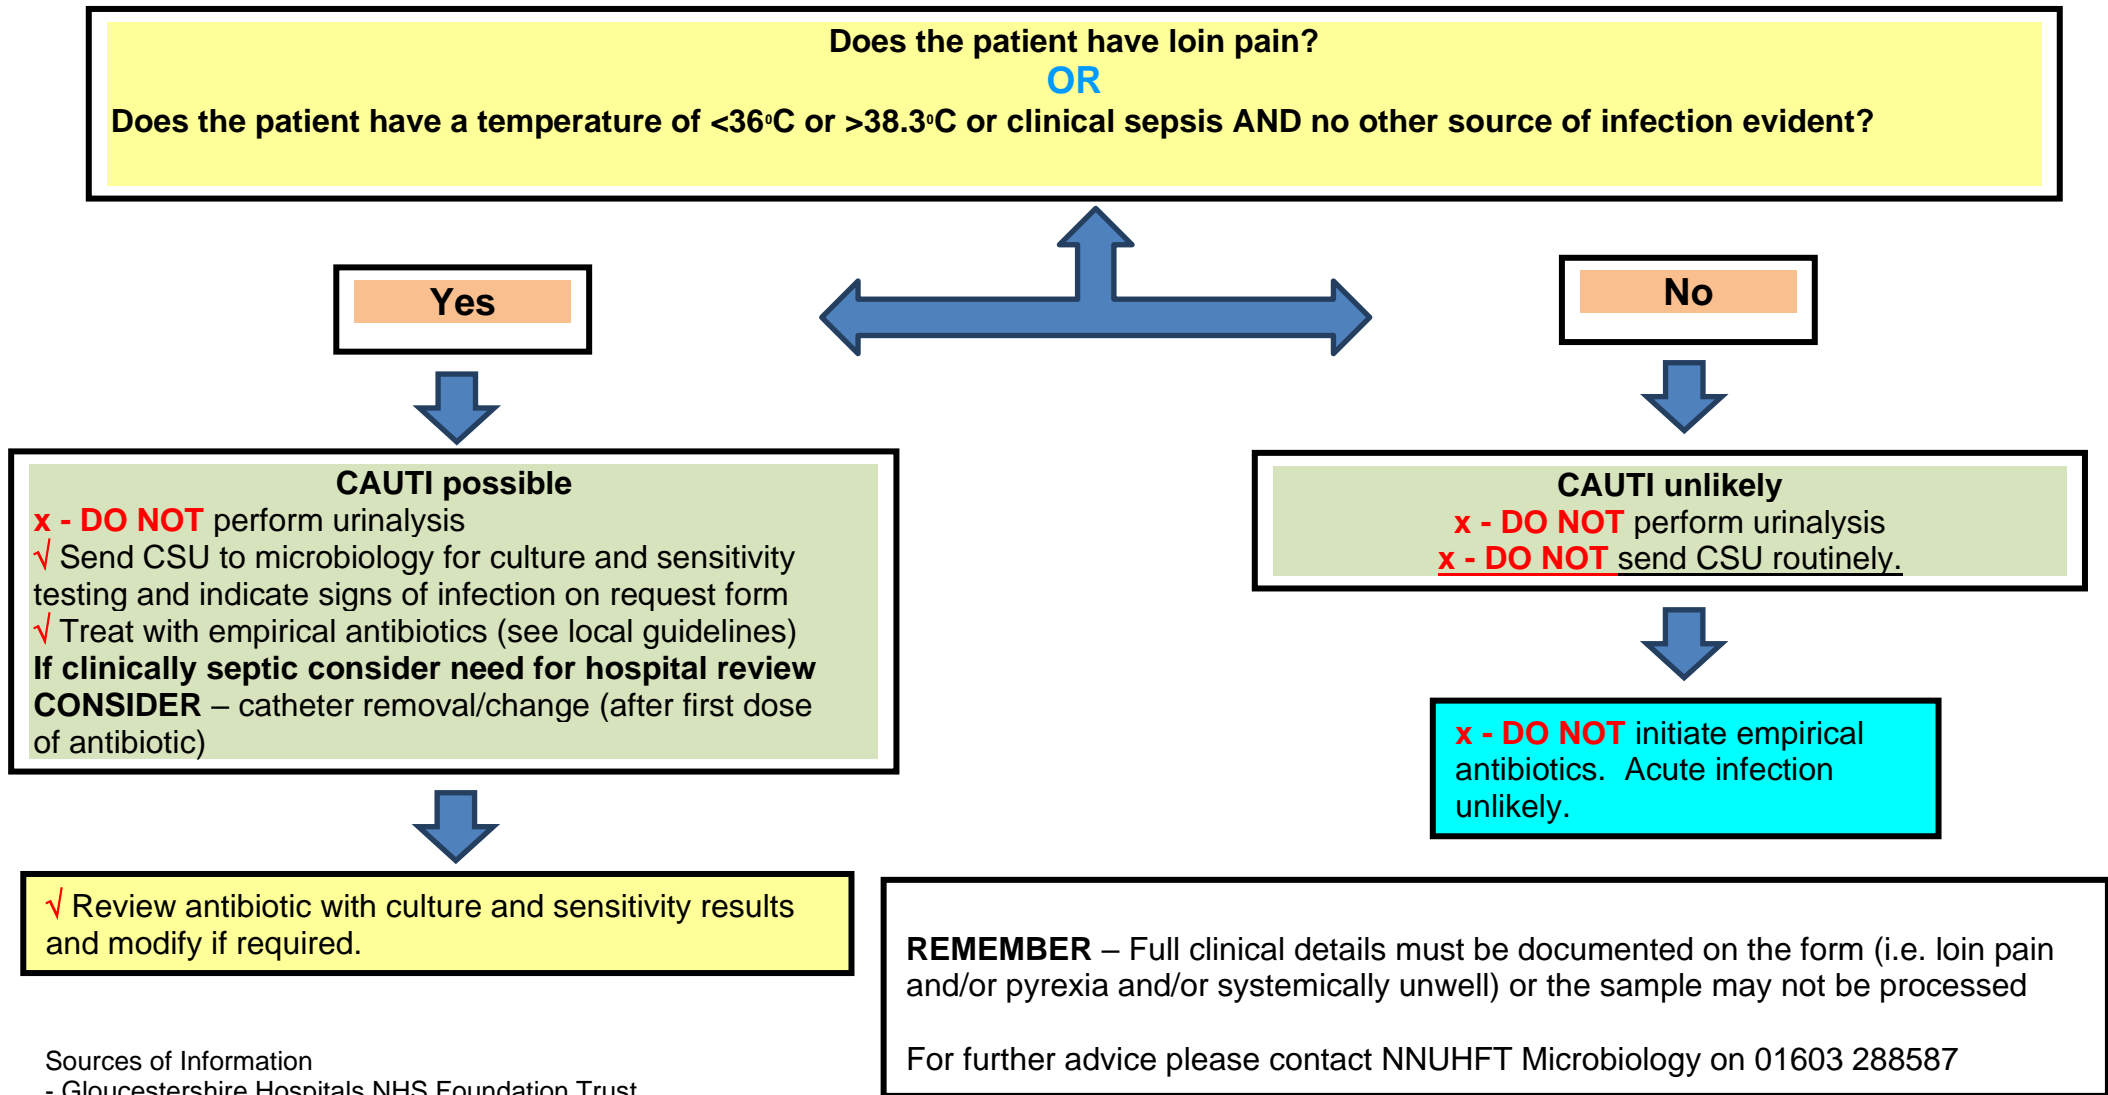 Does the patient have loin pain?
OR
Does the patient have a temperature of <36⁰C or >38.3⁰C or clinical sepsis AND no other source of infection evident?
Yes
No
CAUTI possible
x - DO NOT perform urinalysis
√ Send CSU to microbiology for culture and sensitivity
testing and indicate signs of infection on request form
√ Treat with empirical antibiotics (see local guidelines)
If clinically septic consider need for hospital review
CONSIDER – catheter removal/change (after first dose
of antibiotic)
CAUTI unlikely
x - DO NOT perform urinalysis
x - DO NOT send CSU routinely.
x - DO NOT initiate empirical
antibiotics.  Acute infection
unlikely.
√ Review antibiotic with culture and sensitivity results
and modify if required.
REMEMBER – Full clinical details must be documented on the form (i.e. loin pain
and/or pyrexia and/or systemically unwell) or the sample may not be processed
For further advice please contact NNUHFT Microbiology on 01603 288587
Sources of Information
- Gloucestershire Hospitals NHS Foundation Trust